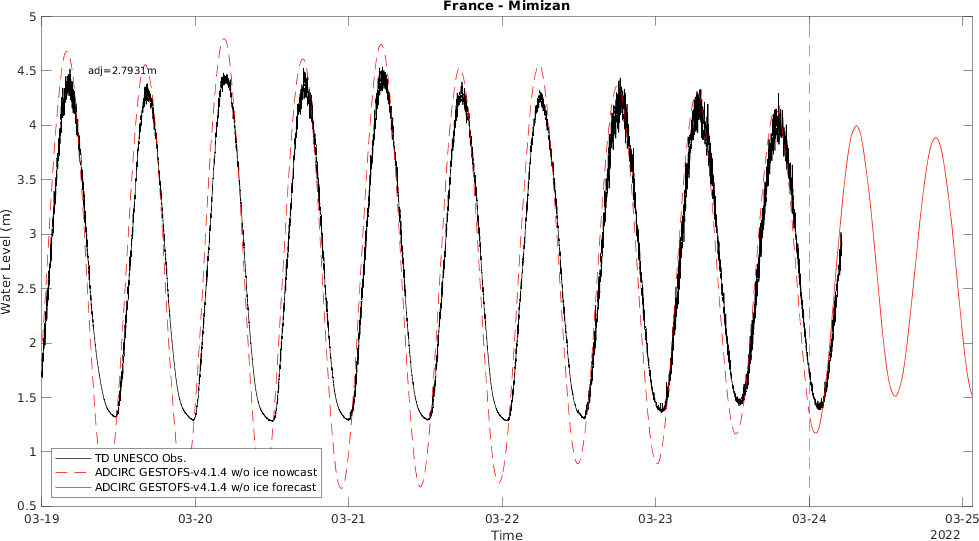 France - Mimizan
adj=2.7931m
5
4.5
4
3.5
3
2.5
2
1.5
1
0.5
Water Level (m)
TD UNESCO Obs.
ADCIRC GESTOFS-v4.1.4 w/o ice nowcast
ADCIRC GESTOFS-v4.1.4 w/o ice forecast
03-19 03-20 03-21 03-22 03-23 03-24 03-25
Time
2022